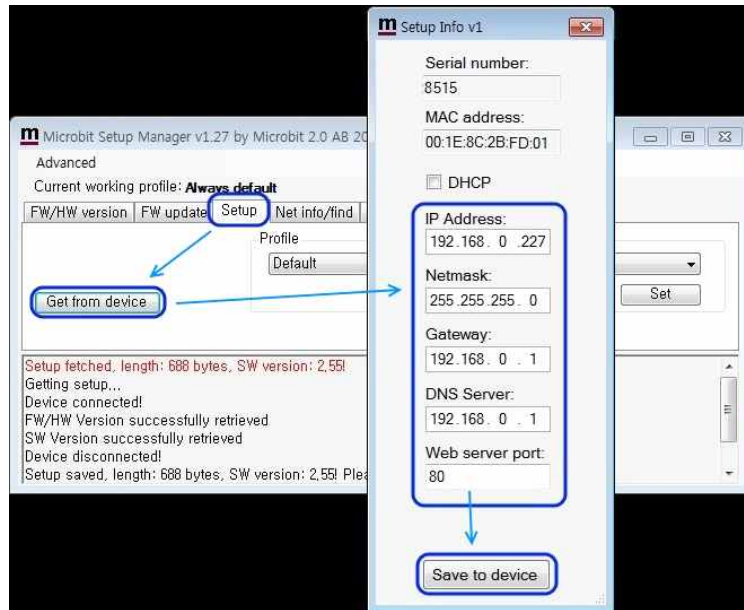 m Setup Info v1
Serial number:
8515
MAC address:
00:1E:8C:2B:FD:01
DHCP
IP Address:
192.168. 0 .227
Netmask:
255.255.255. 0
Gateway:
192.168. 0 . 1
DNS Server:
192.168. 0 . 1
Web server port:
80
Save to device
m Microbit Setup Manager v1.27 by Microbit 2.0 AB 20
Advanced
Current working profile: Always default
FW/HW version FW update Setup Net info/find
Profile
Default
Get from device
Set
Setup fetched, length: 688 bytes, SW version: 2,55!
Getting setup...
Device connected!
FW/HW Version successfully retrieved
SW Version successfully retrieved
Device disconnected!
Setup saved, length: 688 bytes, SW version: 2,55! Plea